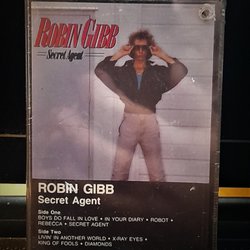 ROBIN GIBB
Secret Agent
ROBIN GIBB
Secret Agent
Side One
BOYS DO FALL IN LOVE • IN YOUR DIARY • ROBOT •
REBECCA • SECRET AGENT
Side Two
LIVIN' IN ANOTHER WORLD • X-RAY EYES •
KING OF FOOLS • DIAMONDS